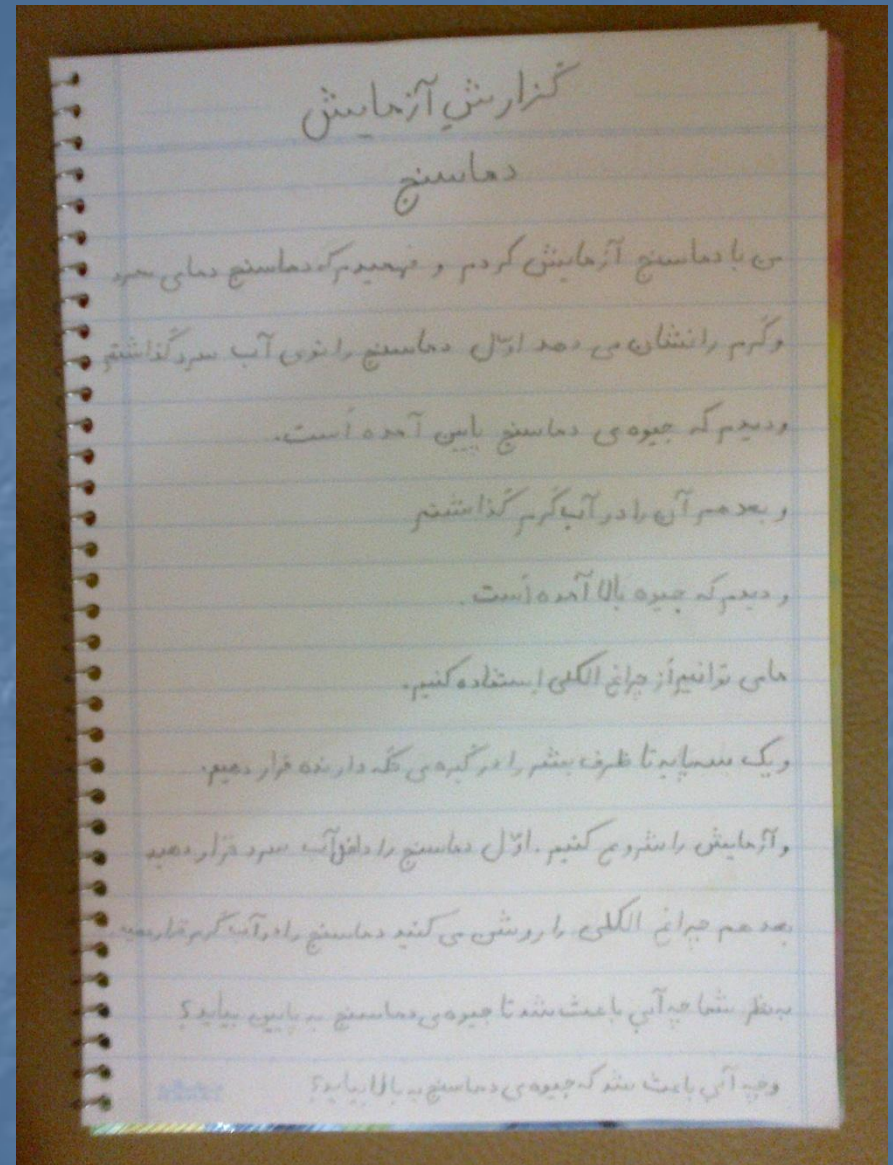 گزارش آزمایش
دماسنج
من با دماسنج آزمایش کردم و فهمیدم که دماسنج دمای سرد
وگرم را نشان می دهد اوّل دماسنج را توی آب سرد گذاشتم
و دیدم که جیوه ی دماسنج پایین آمده است.
و بعد هم آن را در آب گرم گذاشتم
و دیدم که جیوه بالا آمده است.
ما می توانیم از چراغ الکلی استفاده کنیم.
و یک سه پایه تا ظرف بشر را در گیره ی نگه دارنده قرار دهیم.
و آزمایش را شروع کنیم. اوّل دماسنج را داخل آب سرد قرار دهید
بعد هم چراغ الکلی را روشن می کنید دماسنج را در آب گرم قرار دهید.
به نظر شما چه آبی باعث شد تا جیوه ی دماسنج به پایین بیاید؟
و چه آبی باعث شد که جیوه ی دماسنج به بالا بیاید؟